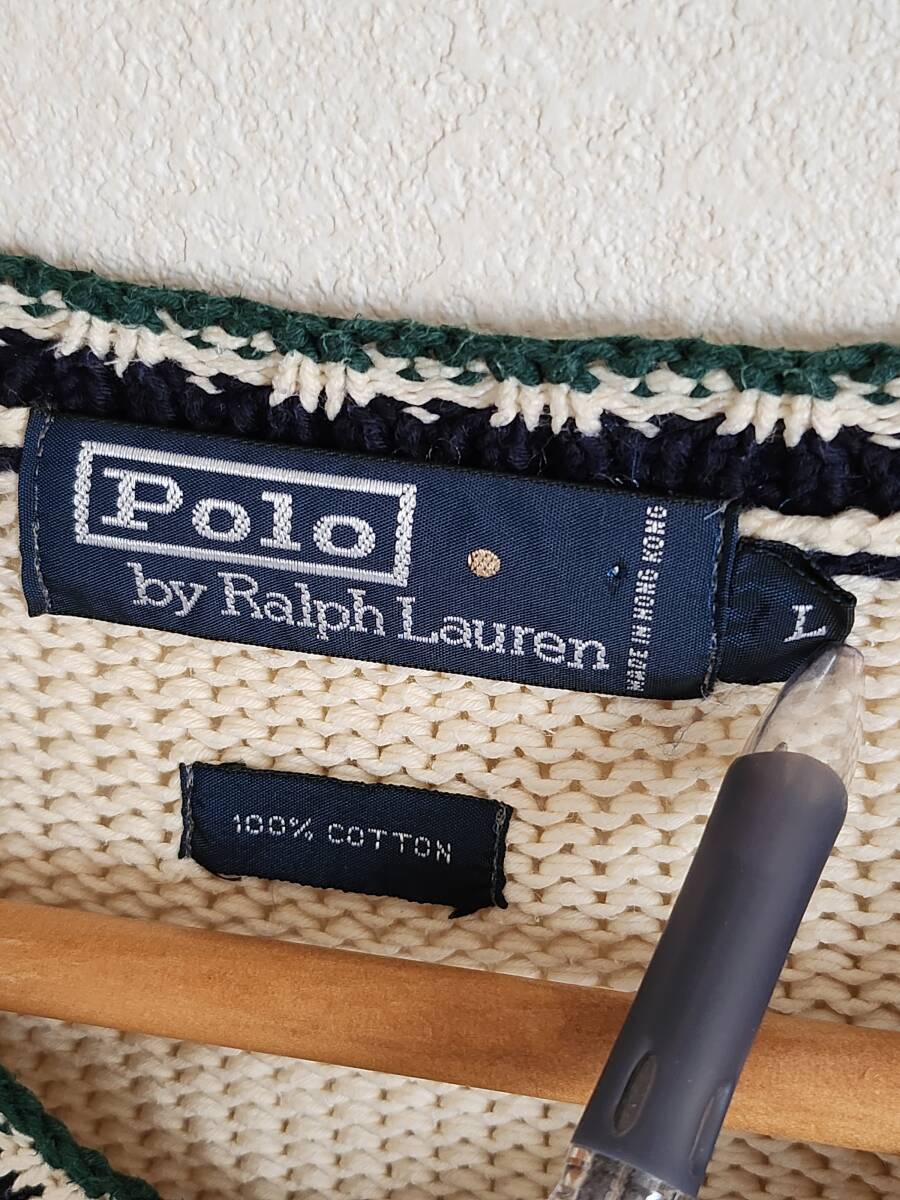 Polo
by Ralph Lauren
MADE IN HONG KONG
L
100% COTTON